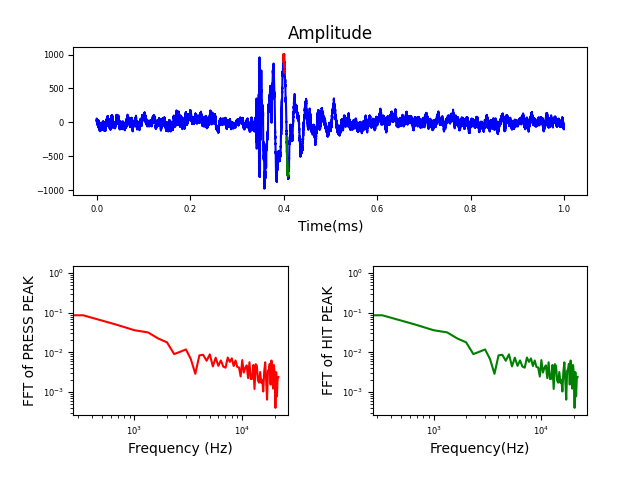 Amplitude
1000
500
0
−500
−1000
0.0 0.2 0.4 0.6 0.8 1.0
Time(ms)
FFT of PRESS PEAK
10⁰
10⁻¹
10⁻²
10⁻³
10³ 10⁴
Frequency (Hz)
FFT of HIT PEAK
10⁰
10⁻¹
10⁻²
10⁻³
10³ 10⁴
Frequency(Hz)